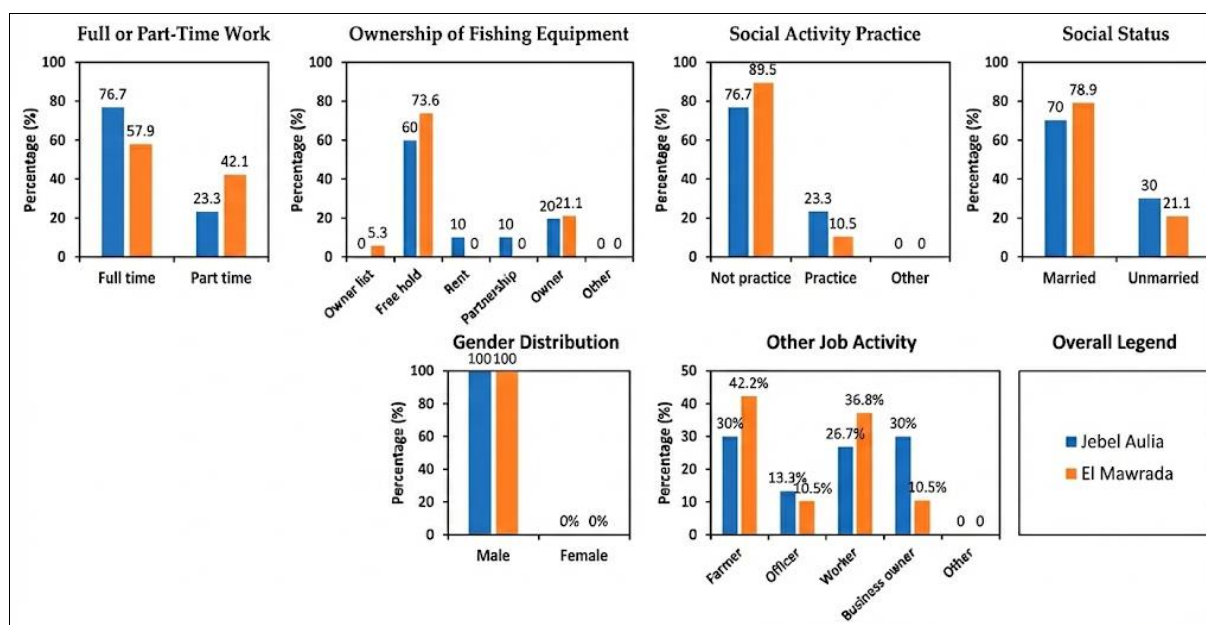 Full or Part-Time Work
Percentage (%)
100
80
60
40
20
0
76.7
57.9
23.3
42.1
Full time
Part time
Ownership of Fishing Equipment
Percentage (%)
100
80
60
40
20
0
0
5.3
60
73.6
10
0
10
0
20
21.1
0
0
Owner list
Free hold
Rent
Partnership
Owner
Other
Social Activity Practice
Percentage (%)
100
80
60
40
20
0
76.7
89.5
23.3
10.5
0
0
Not practice
Practice
Other
Social Status
Percentage (%)
100
80
60
40
20
0
70
78.9
30
21.1
Married
Unmarried
Gender Distribution
Percentage (%)
100
80
60
40
20
0
100
100
0%
0%
Male
Female
Other Job Activity
Percentage (%)
50
40
30
20
10
0
30%
42.2%
13.3%
10.5%
26.7%
36.8%
30%
10.5%
0
0
Farmer
Officer
Worker
Business owner
Other
Overall Legend
Jebel Aulia
El Mawrada